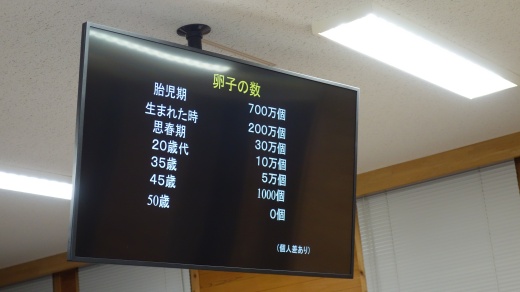 卵子の数
胎児期 700万個
生まれた時 200万個
思春期 30万個
20歳代 10万個
35歳 5万個
45歳 1000個
50歳 0個
（個人差あり）